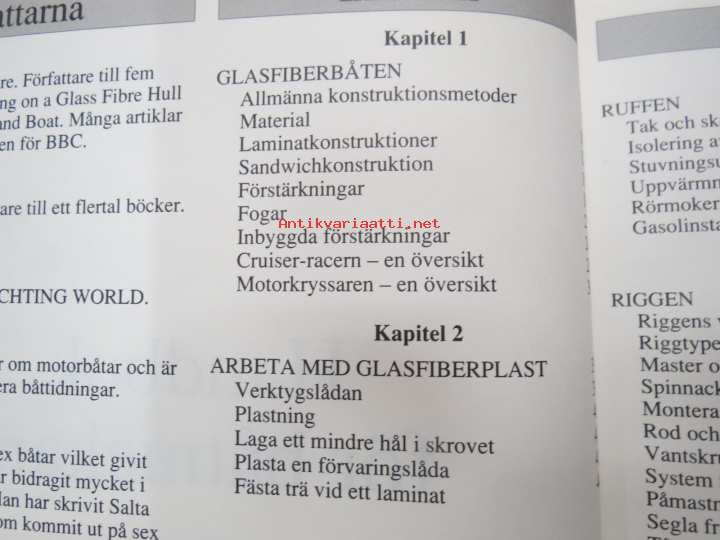 attarna
re. Författare till fem
ng on a Glass Fibre Hull
and Boat. Många artiklar
en för BBC.
are till ett flertal böcker.
CHTING WORLD.
r om motorbåtar och är
era båttidningar.
ex båtar vilket givit
r bidragit mycket i
lan har skrivit Salta
om kommit ut på sex
Kapitel 1
GLASFIBERBÅTEN
Allmänna konstruktionsmetoder
Material
Laminatkonstruktioner
Sandwichkonstruktion
Förstärkningar
Fogar
Antikvariaatti.net
Inbyggda förstärkningar
Cruiser-racern – en översikt
Motorkryssaren – en översikt
Kapitel 2
ARBETA MED GLASFIBERPLAST
Verktygslådan
Plastning
Laga ett mindre hål i skrovet
Plasta en förvaringslåda
Fästa trä vid ett laminat
RUFFEN
Tak och sk
Isolering a
Stuvningsu
Uppvärmn
Rörmoker
Gasolinsta
RIGGEN
Riggens v
Riggtype
Master o
Spinnack
Montera
Rod och
Vantskru
System
Påmastn
Segla fr